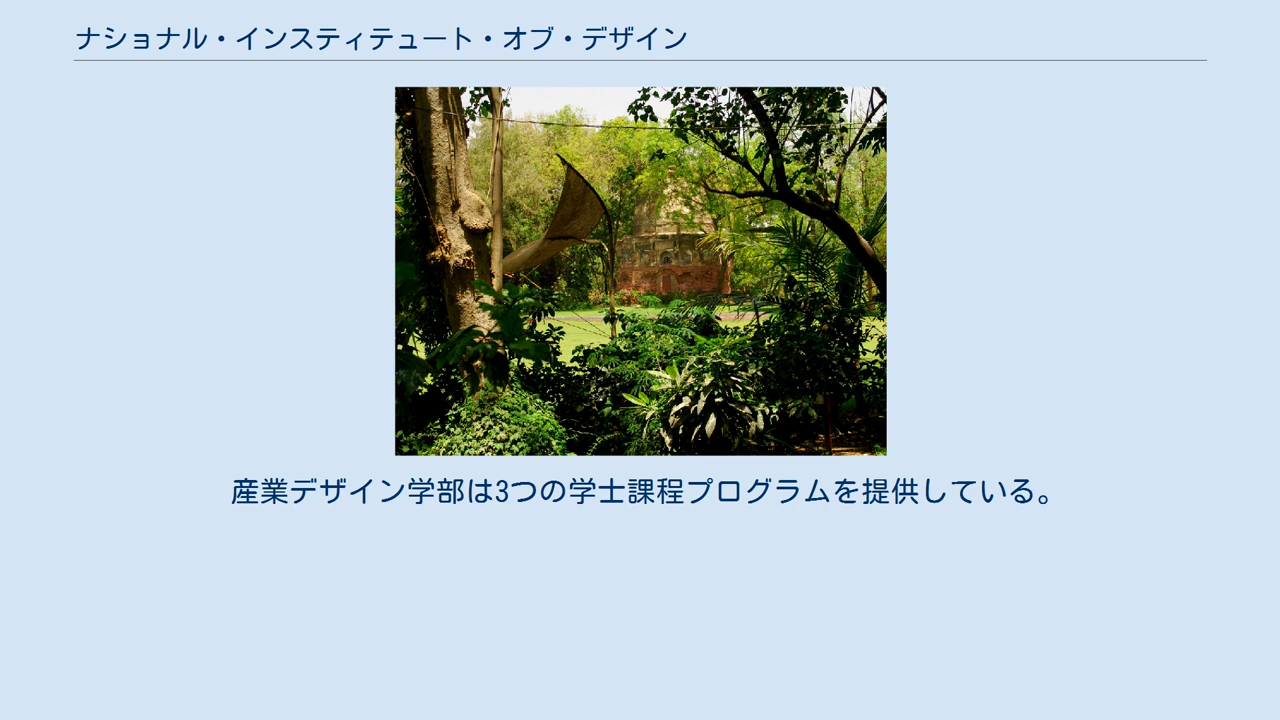 ナショナル・インスティテュート・オブ・デザイン
産業デザイン学部は3つの学士課程プログラムを提供している。